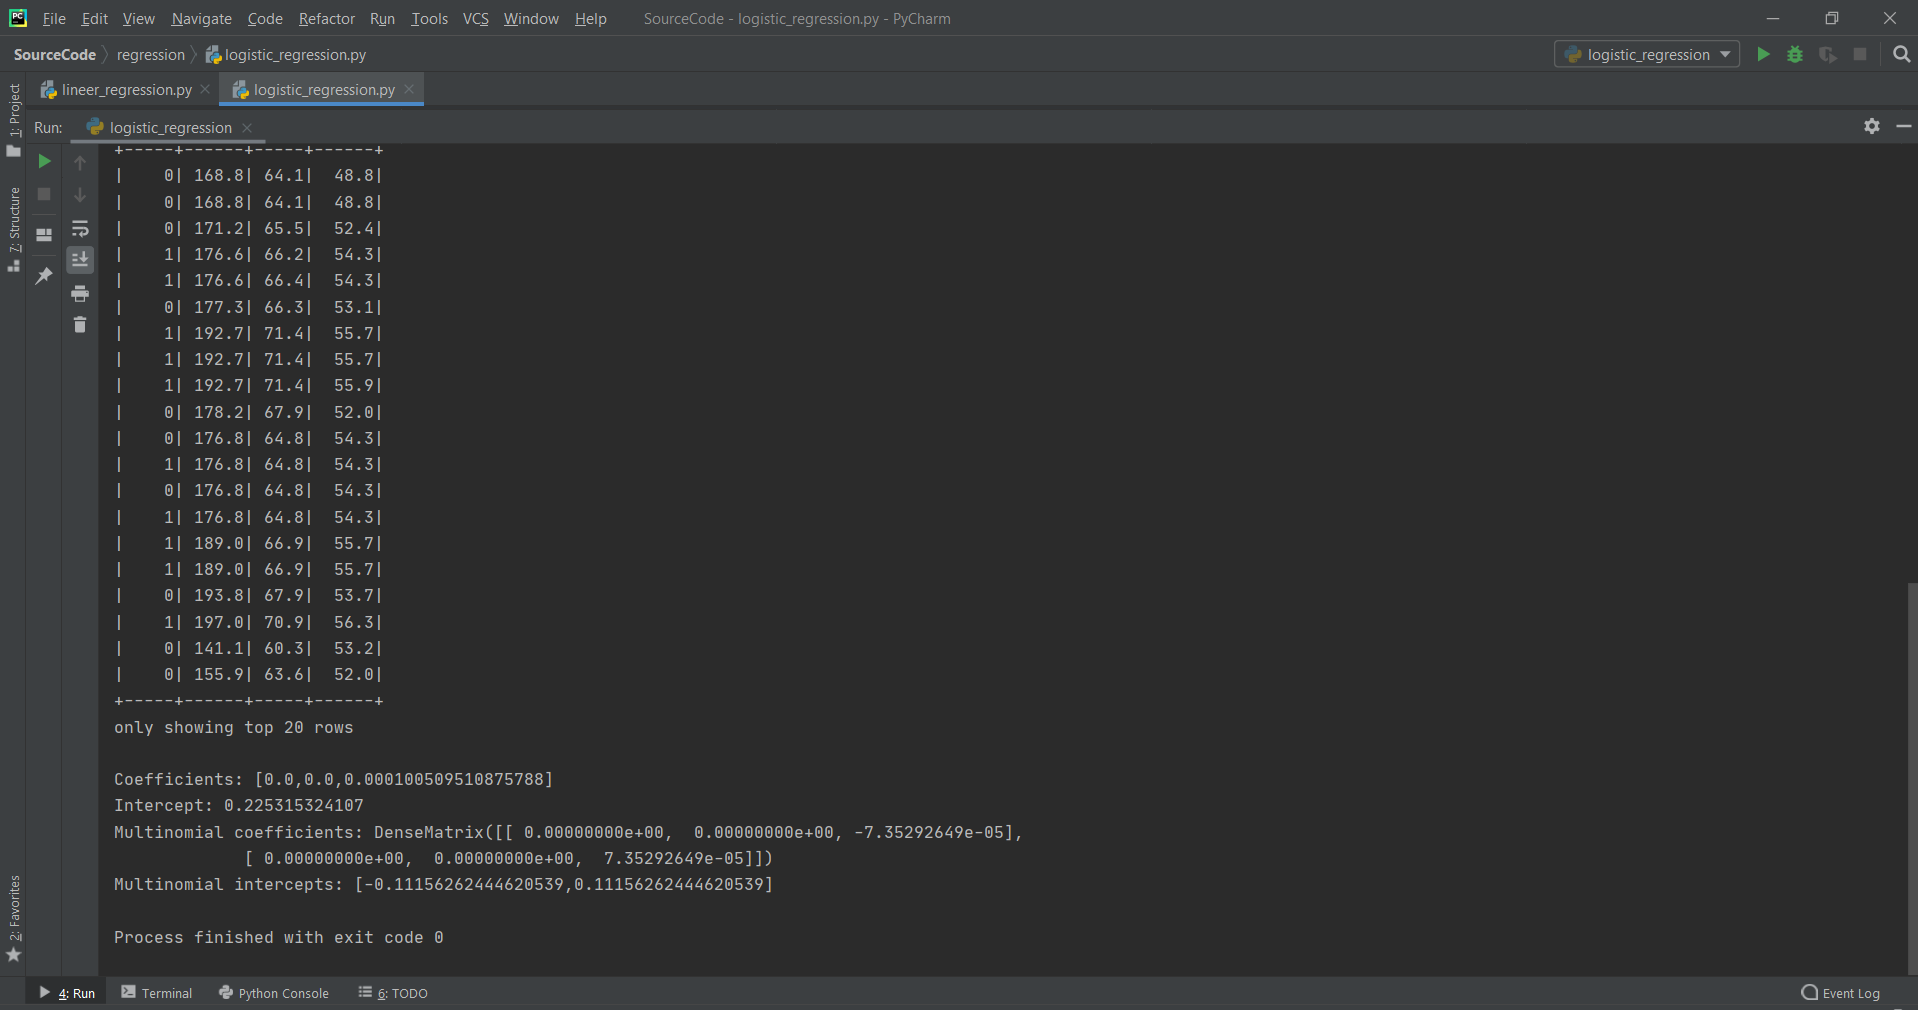 PC File Edit View Navigate Code Refactor Run Tools VCS Window Help SourceCode - logistic_regression.py - PyCharm
SourceCode regression logistic_regression.py logistic_regression
lineer_regression.py logistic_regression.py
1: Project
Run: logistic_regression
+-----+------+-----+------+
|    0| 168.8| 64.1|  48.8|
|    0| 168.8| 64.1|  48.8|
7: Structure
|    0| 171.2| 65.5|  52.4|
|    1| 176.6| 66.2|  54.3|
|    1| 176.6| 66.4|  54.3|
|    0| 177.3| 66.3|  53.1|
|    1| 192.7| 71.4|  55.7|
|    1| 192.7| 71.4|  55.7|
|    1| 192.7| 71.4|  55.9|
|    0| 178.2| 67.9|  52.0|
|    0| 176.8| 64.8|  54.3|
|    1| 176.8| 64.8|  54.3|
|    0| 176.8| 64.8|  54.3|
|    1| 176.8| 64.8|  54.3|
|    1| 189.0| 66.9|  55.7|
|    1| 189.0| 66.9|  55.7|
|    0| 193.8| 67.9|  53.7|
|    1| 197.0| 70.9|  56.3|
|    0| 141.1| 60.3|  53.2|
|    0| 155.9| 63.6|  52.0|
+-----+------+-----+------+
only showing top 20 rows
Coefficients: [0.0,0.0,0.000100509510875788]
Intercept: 0.225315324107
Multinomial coefficients: DenseMatrix([[ 0.00000000e+00,  0.00000000e+00, -7.35292649e-05],
             [ 0.00000000e+00,  0.00000000e+00,  7.35292649e-05]])
Multinomial intercepts: [-0.11156262444620539,0.11156262444620539]
2: Favorites
Process finished with exit code 0
4: Run Terminal Python Console 6: TODO Event Log